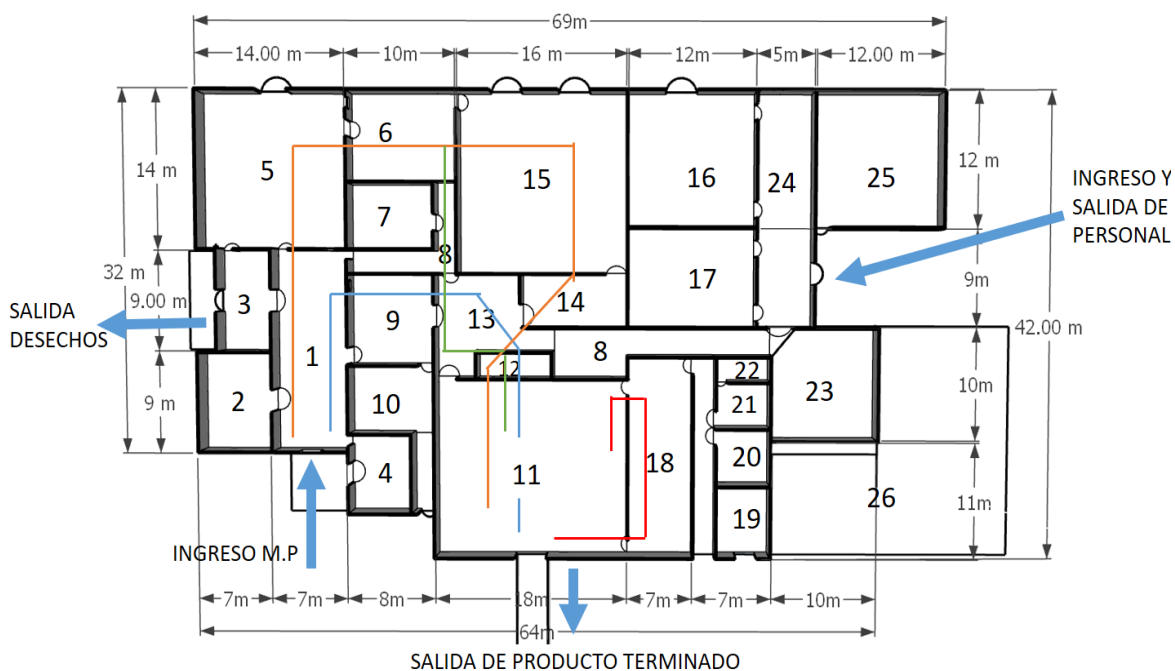 69m
14.00 m
10m
16 m
12m
5m
12.00 m
6
5
15
16
24
25
14 m
12 m
INGRESO Y
SALIDA DE
PERSONAL
7
8
32 m
9.00 m
3
17
9m
42.00 m
SALIDA
DESECHOS
14
13
9
1
8
12
2
9 m
10
22
23
10m
21
4
11
18
20
19
26
11m
INGRESO M.P
7m
7m
8m
18m
7m
7m
10m
64m
SALIDA DE PRODUCTO TERMINADO